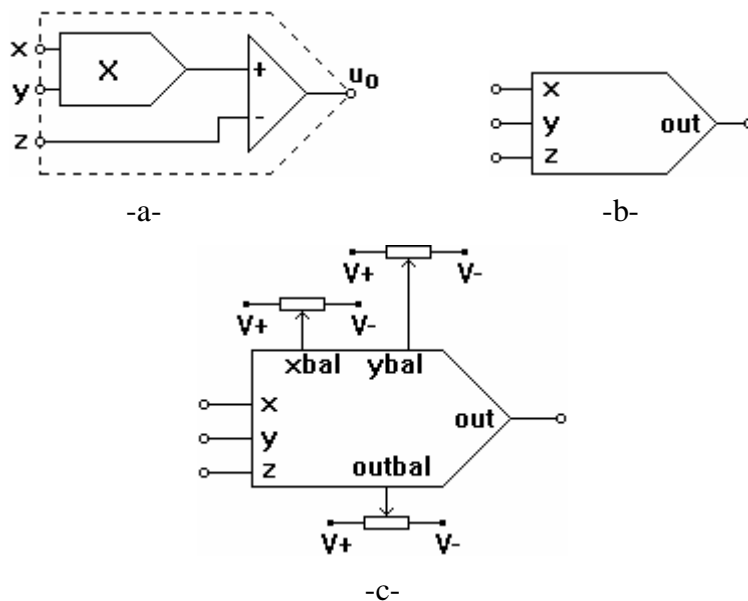 x
X
y
z
+
-
u0
-a-
x
y
z
out
-b-
V+ V-
V+ V-
xbal ybal
x
y
z
out
outbal
V+ V-
-c-